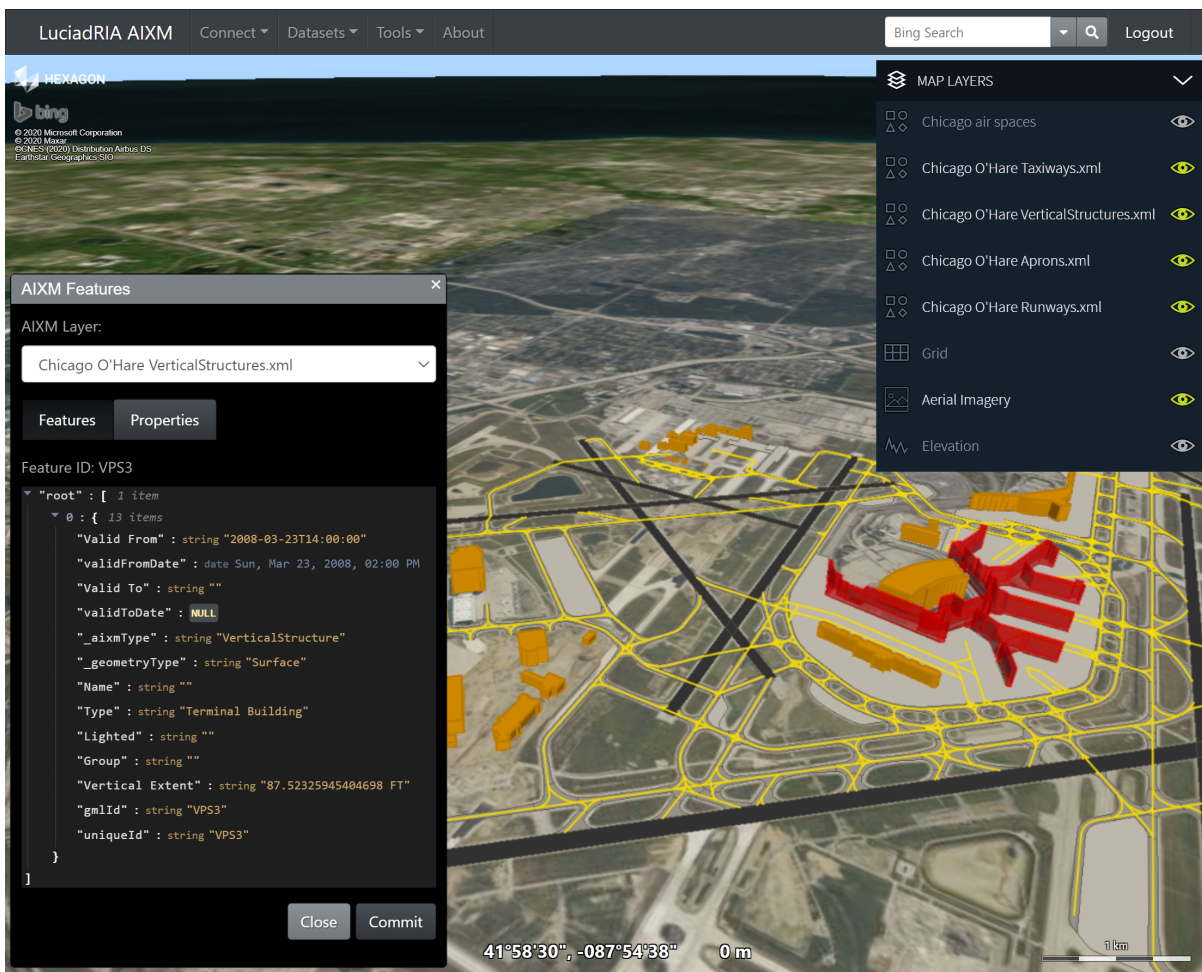 LuciadRIA AIXM Connect Datasets Tools About Bing Search Logout
HEXAGON
bing
© 2020 Microsoft Corporation
© 2020 Maxar
©CNES (2020) Distribution Airbus DS
Earthstar Geographics SIO
MAP LAYERS
Chicago air spaces
Chicago O'Hare Taxiways.xml
Chicago O'Hare VerticalStructures.xml
Chicago O'Hare Aprons.xml
Chicago O'Hare Runways.xml
Grid
Aerial Imagery
Elevation
AIXM Features ×
AIXM Layer:
Chicago O'Hare VerticalStructures.xml
Features Properties
Feature ID: VPS3
"root" : [ 1 item
0 : { 13 items
"Valid From" : string "2008-03-23T14:00:00"
"validFromDate" : date Sun, Mar 23, 2008, 02:00 PM
"Valid To" : string ""
"validToDate" : NULL
"_aixmType" : string "VerticalStructure"
"_geometryType" : string "Surface"
"Name" : string ""
"Type" : string "Terminal Building"
"Lighted" : string ""
"Group" : string ""
"Vertical Extent" : string "87.52325945404698 FT"
"gmlId" : string "VPS3"
"uniqueId" : string "VPS3"
}
]
Close Commit
41°58'30", -087°54'38" 0 m
1 km